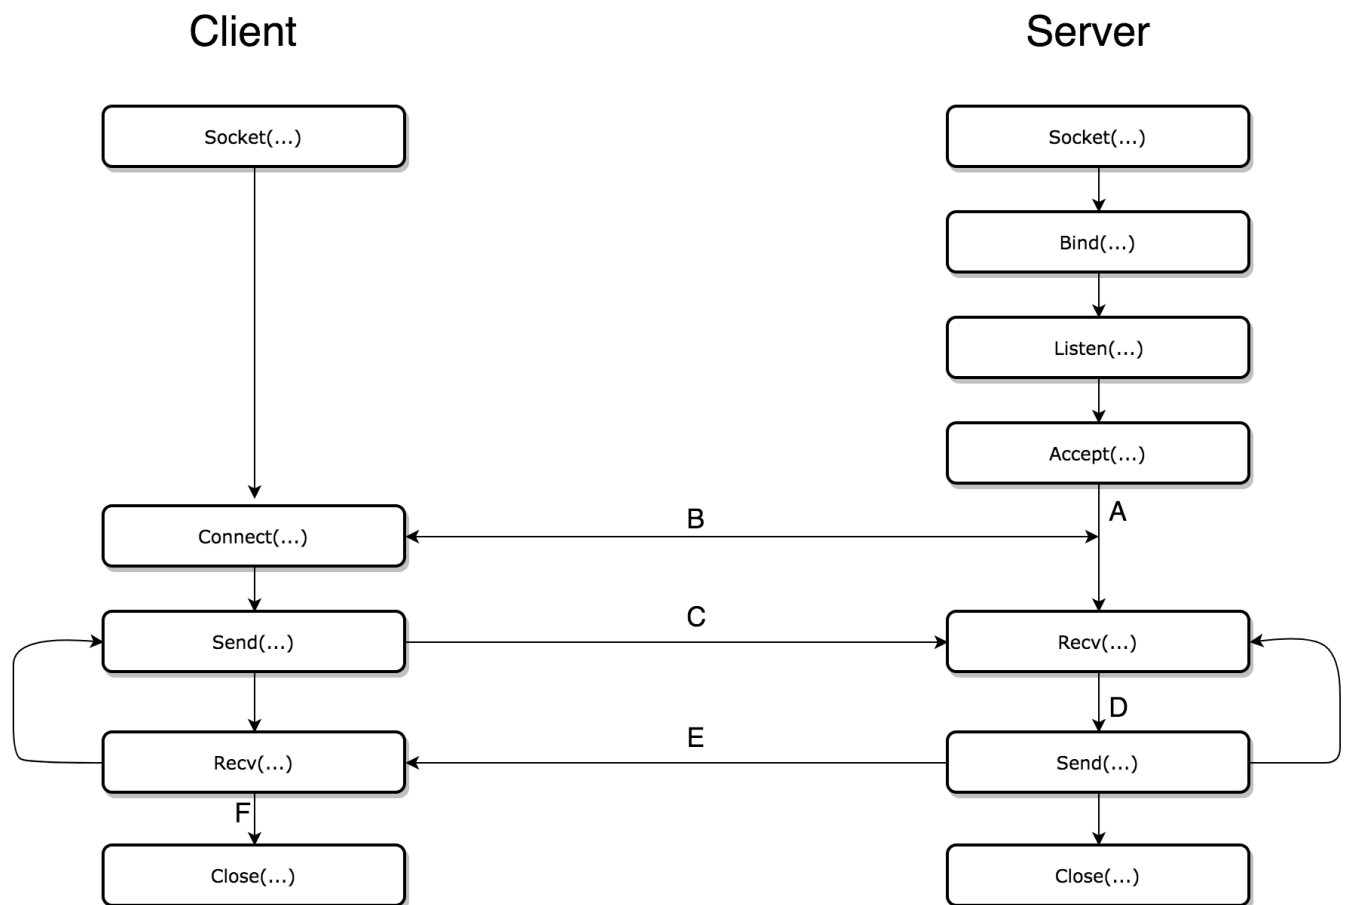 Client
Server
Socket(...)
Socket(...)
Bind(...)
Listen(...)
Accept(...)
A
B
Connect(...)
C
Send(...)
Recv(...)
D
E
Recv(...)
Send(...)
F
Close(...)
Close(...)